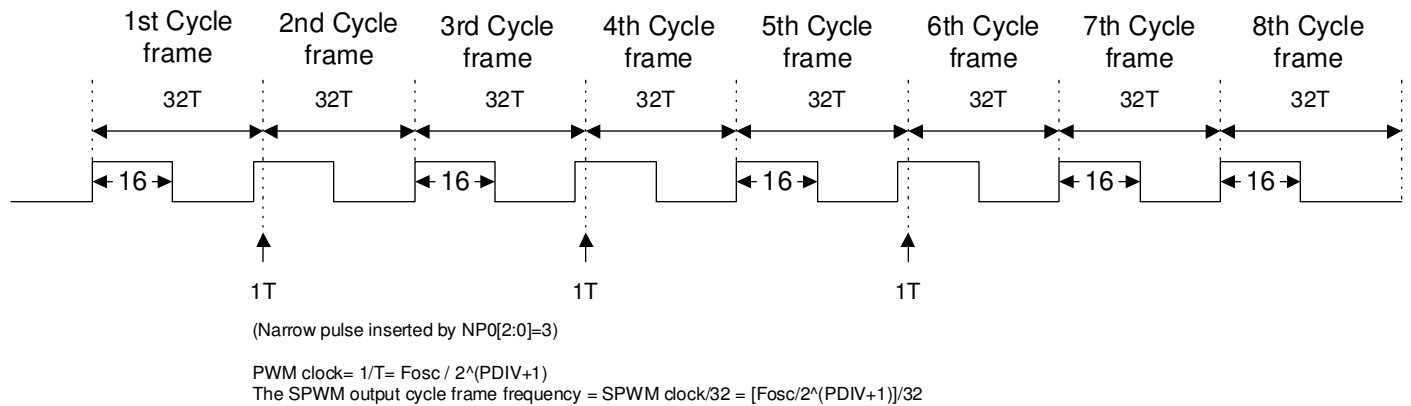 1st Cycle frame
2nd Cycle frame
3rd Cycle frame
4th Cycle frame
5th Cycle frame
6th Cycle frame
7th Cycle frame
8th Cycle frame
32T 32T 32T 32T 32T 32T 32T 32T
16 16 16 16 16
1T 1T 1T
(Narrow pulse inserted by NP0[2:0]=3)
PWM clock= 1/T= Fosc / 2^(PDIV+1)
The SPWM output cycle frame frequency = SPWM clock/32 = [Fosc/2^(PDIV+1)]/32